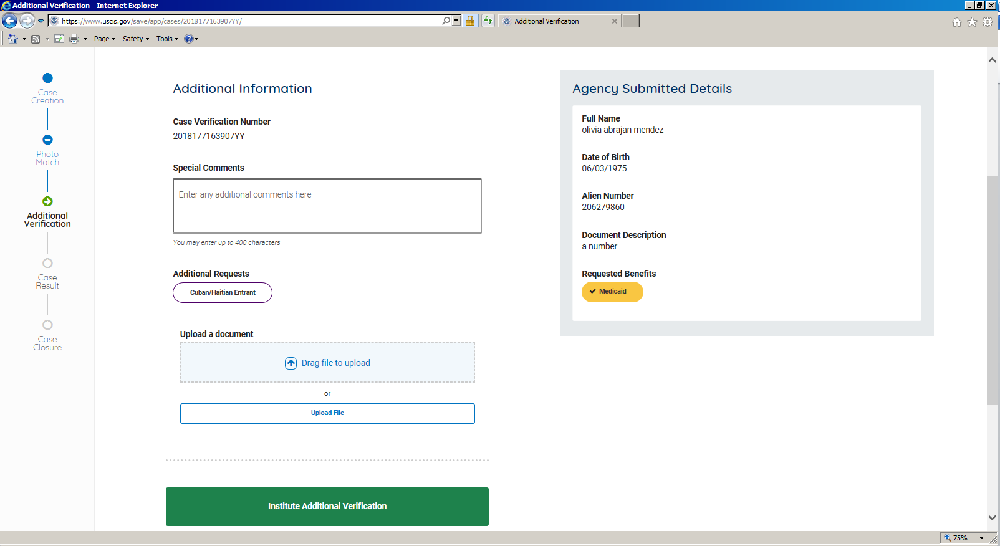 Additional Verification - Internet Explorer
https://www.uscis.gov/save/app/cases/2018177163907YY/
Additional Verification
Page
Safety
Tools
Case
Creation
Photo
Match
Additional
Verification
Case
Result
Case
Closure
Additional Information
Case Verification Number
2018177163907YY
Special Comments
Enter any additional comments here
You may enter up to 400 characters
Additional Requests
Cuban/Haitian Entrant
Upload a document
Drag file to upload
or
Upload File
Institute Additional Verification
Agency Submitted Details
Full Name
olivia abrajan mendez
Date of Birth
06/03/1975
Alien Number
206279860
Document Description
a number
Requested Benefits
Medicaid
75%